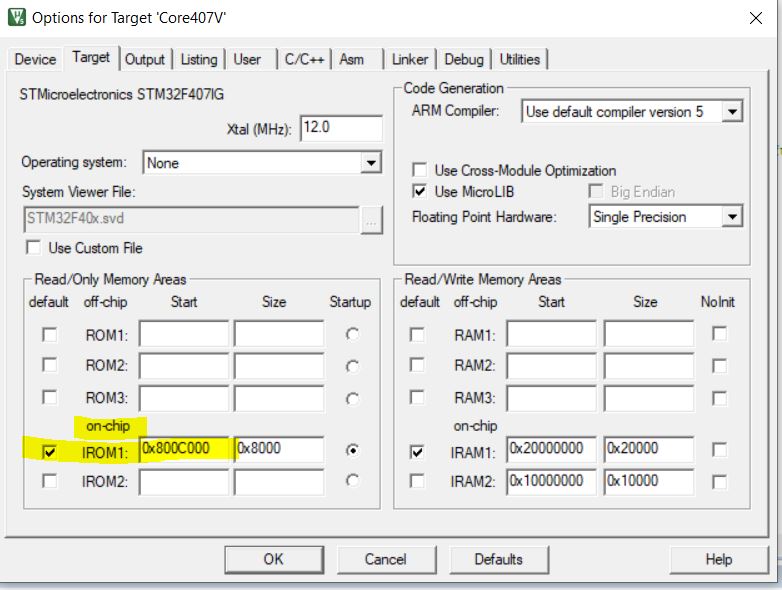 Options for Target 'Core407V'
Device Target Output Listing User C/C++ Asm Linker Debug Utilities
STMicroelectronics STM32F407IG
Xtal (MHz): 12.0
Operating system: None
System Viewer File:
STM32F40x.svd ...
Use Custom File
Code Generation
ARM Compiler: Use default compiler version 5
Use Cross-Module Optimization
Use MicroLIB Big Endian
Floating Point Hardware: Single Precision
Read/Only Memory Areas
default off-chip Start Size Startup
ROM1:
ROM2:
ROM3:
on-chip
IROM1: 0x800C000 0x8000
IROM2:
Read/Write Memory Areas
default off-chip Start Size NoInit
RAM1:
RAM2:
RAM3:
on-chip
IRAM1: 0x20000000 0x20000
IRAM2: 0x10000000 0x10000
OK Cancel Defaults Help